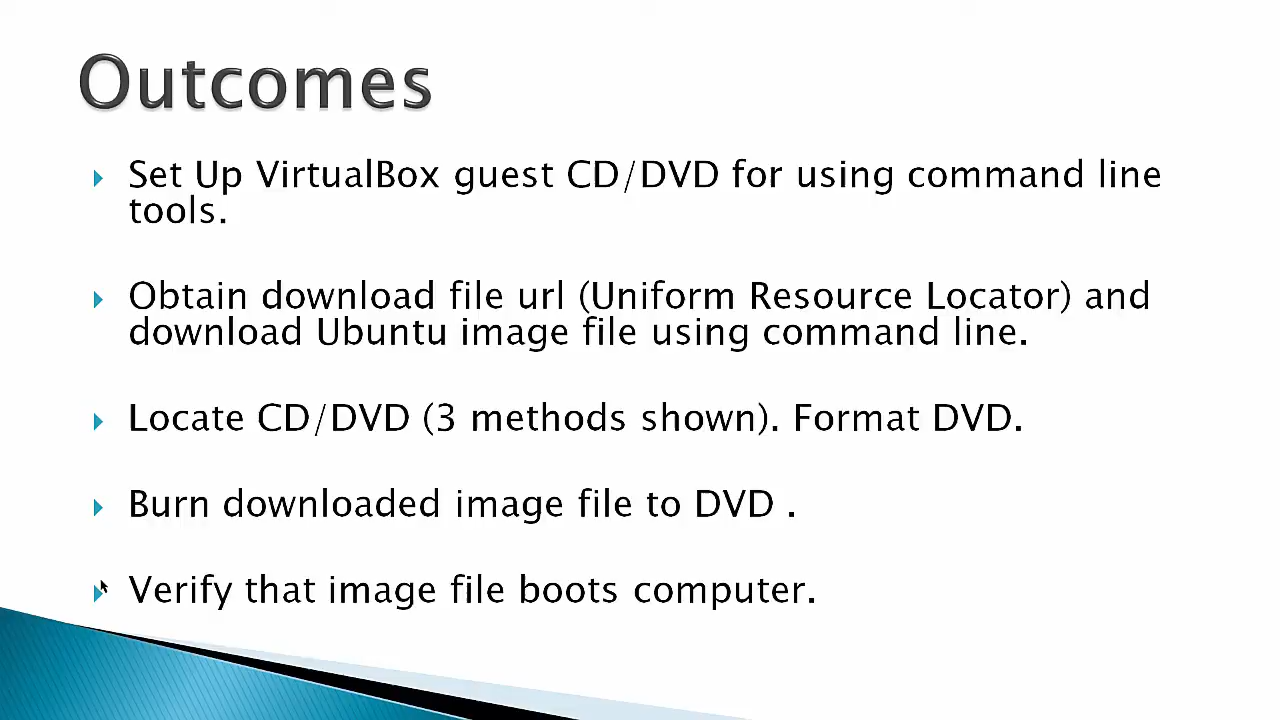 Outcomes
Set Up VirtualBox guest CD/DVD for using command line
tools.
Obtain download file url (Uniform Resource Locator) and
download Ubuntu image file using command line.
Locate CD/DVD (3 methods shown). Format DVD.
Burn downloaded image file to DVD .
Verify that image file boots computer.